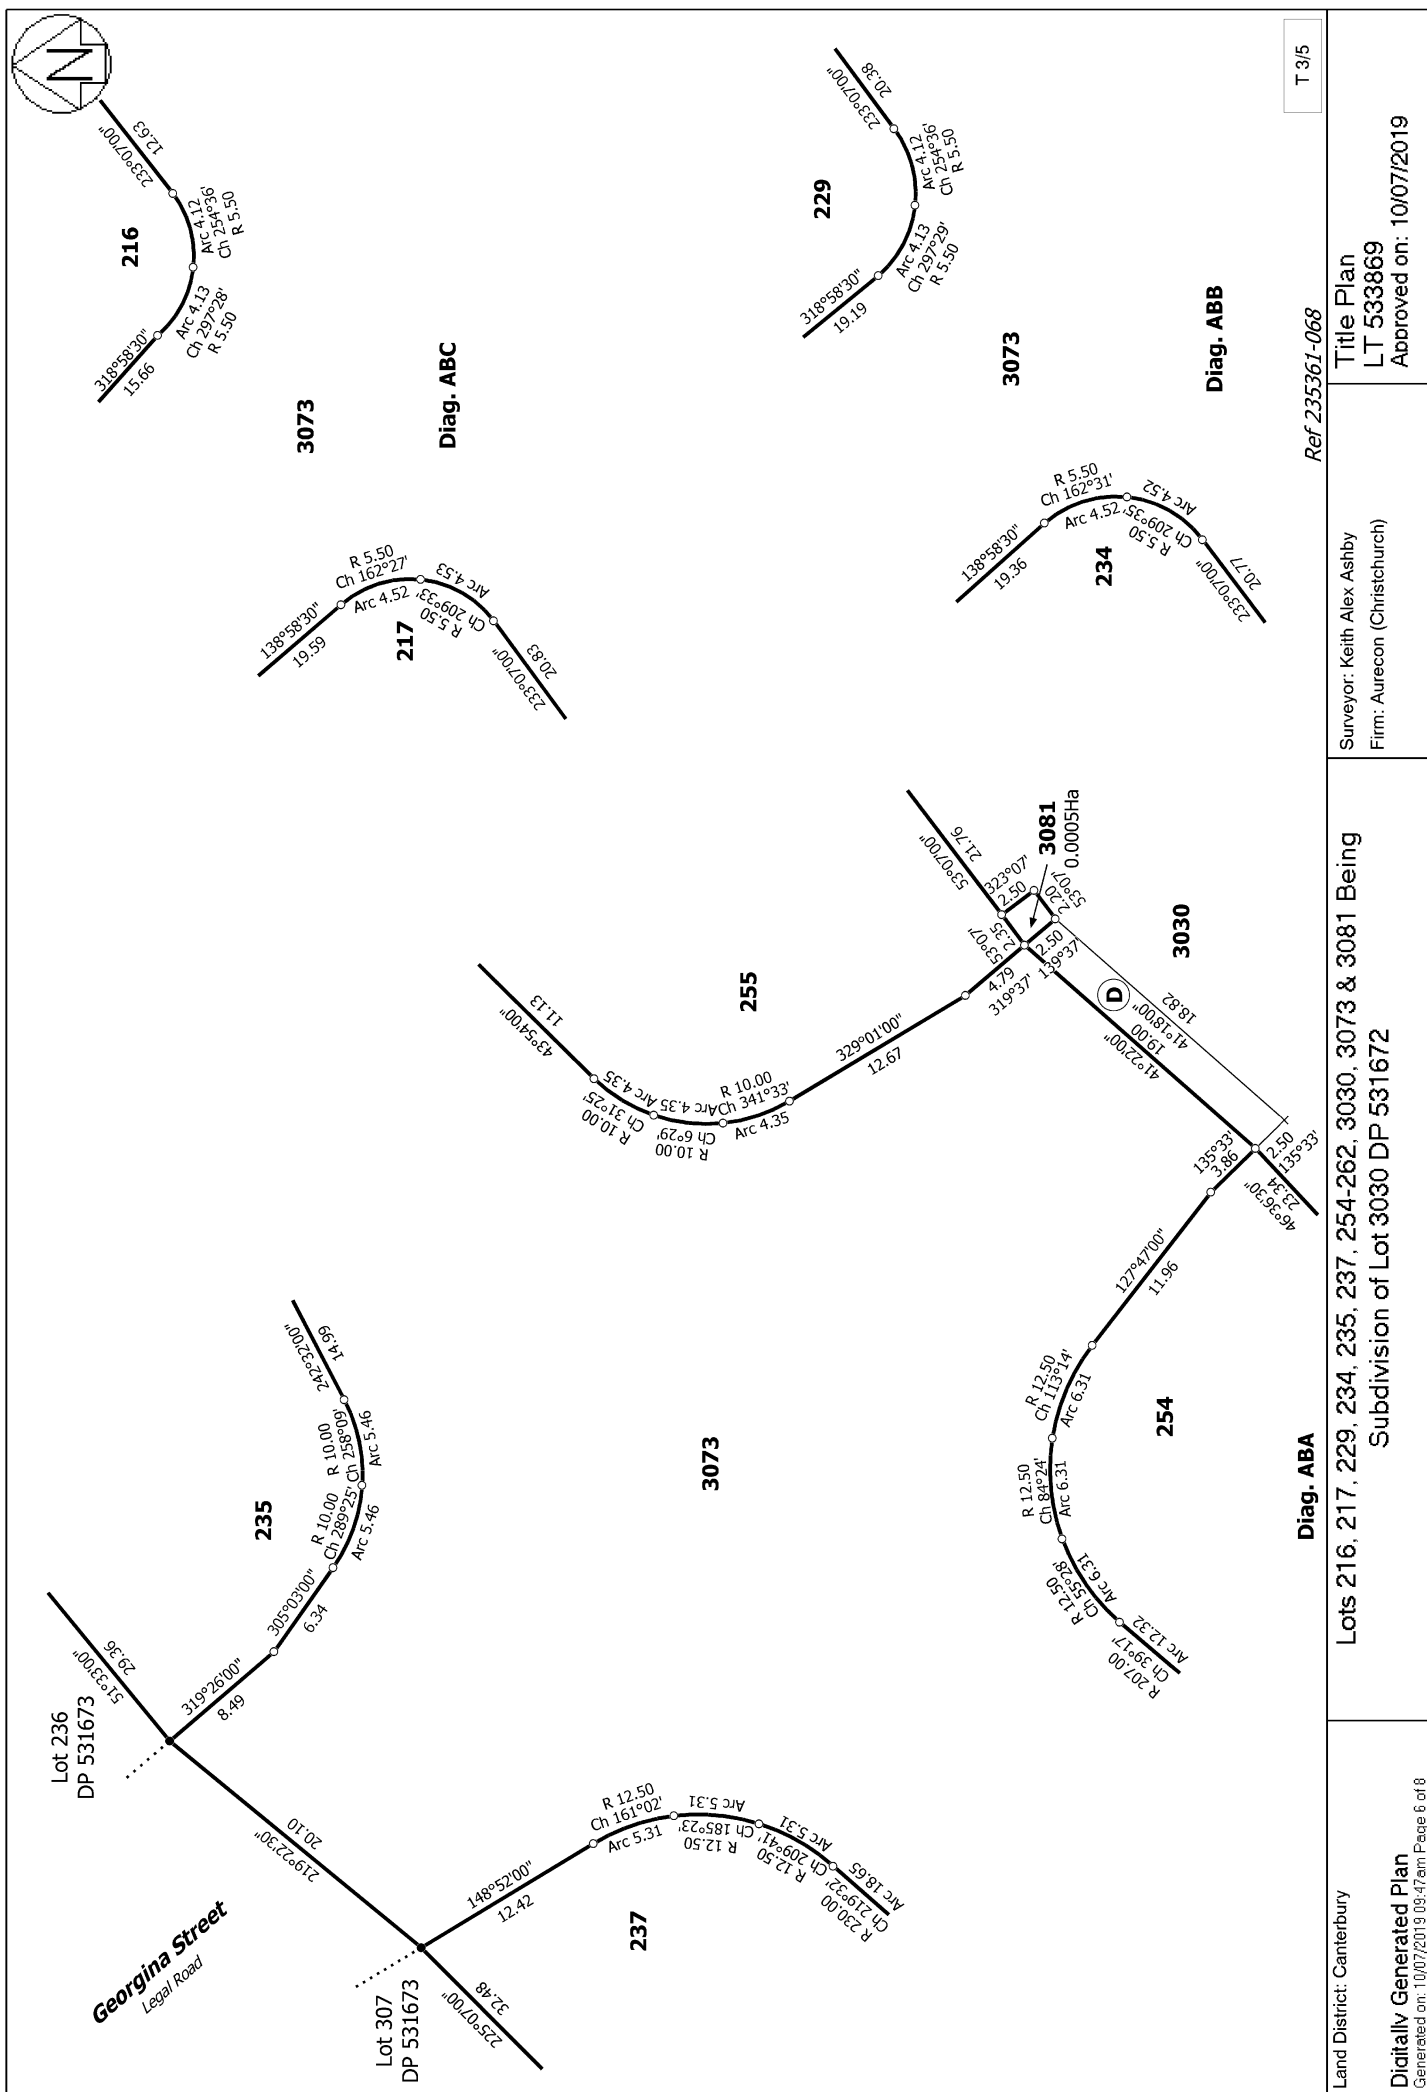 N
Lot 236
DP 531673
51°33'00"
29.36
Georgina Street
Legal Road
219°22'30"
20.10
319°26'00"
8.49
305°03'00"
6.34
235
R 10.00
Ch 289°25'
Arc 5.46
R 10.00
Ch 258°09'
Arc 5.46
242°32'00"
14.99
Lot 307
DP 531673
225°07'00"
32.48
148°52'00"
12.42
237
R 12.50
Ch 161°02'
Arc 5.31
R 12.50
Ch 185°23'
Arc 5.31
R 12.50
Ch 209°41'
Arc 5.31
R 230.00
Ch 219°32'
Arc 18.65
3073
R 207.00
Ch 39°17'
Arc 12.32
R 12.50
Ch 55°28'
Arc 6.31
R 12.50
Ch 84°24'
Arc 6.31
R 12.50
Ch 113°14'
Arc 6.31
254
127°47'00"
11.96
135°33'
3.86
46°36'30"
23.34
2.50
135°33'
41°22'00"
19.00
D
41°18'00"
18.82
43°54'00"
11.13
R 10.00
Ch 31°25'
Arc 4.35
R 10.00
Ch 6°29'
Arc 4.35
R 10.00
Ch 341°33'
Arc 4.35
255
329°01'00"
12.67
4.79
319°37'
53°07'
2.35
2.50
139°37'
323°07'
2.50
2.20
53°07'
53°07'00"
21.76
3081
0.0005Ha
3030
Diag. ABA
138°58'30"
19.59
R 5.50
Ch 162°27'
Arc 4.52
217
R 5.50
Ch 209°33'
Arc 4.53
233°07'00"
20.83
3073
318°58'30"
15.66
Arc 4.13
Ch 297°28'
R 5.50
216
Arc 4.12
Ch 254°36'
R 5.50
233°07'00"
12.63
Diag. ABC
138°58'30"
19.36
R 5.50
Ch 162°31'
Arc 4.52
234
R 5.50
Ch 209°35'
Arc 4.52
233°07'00"
20.77
3073
318°58'30"
19.19
Arc 4.13
Ch 297°29'
R 5.50
229
Arc 4.12
Ch 254°36'
R 5.50
233°07'00"
20.38
Diag. ABB
T 3/5
Ref 235361-068
Land District: Canterbury
Digitally Generated Plan
Generated on: 10/07/2019 09:47am Page 6 of 8
Lots 216, 217, 229, 234, 235, 237, 254-262, 3030, 3073 & 3081 Being
Subdivision of Lot 3030 DP 531672
Surveyor: Keith Alex Ashby
Firm: Aurecon (Christchurch)
Title Plan
LT 533869
Approved on: 10/07/2019